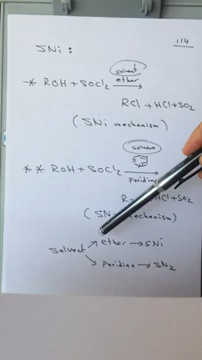 114
SNi:
solvent
* ROH + SOCl2 ether
RCl + HCl + SO2
(SNi mechanism)
solvent
** ROH + SOCl2 peridine
HCl + SO2
mechanism)
Solvent ether → SNi
peridine → SN2